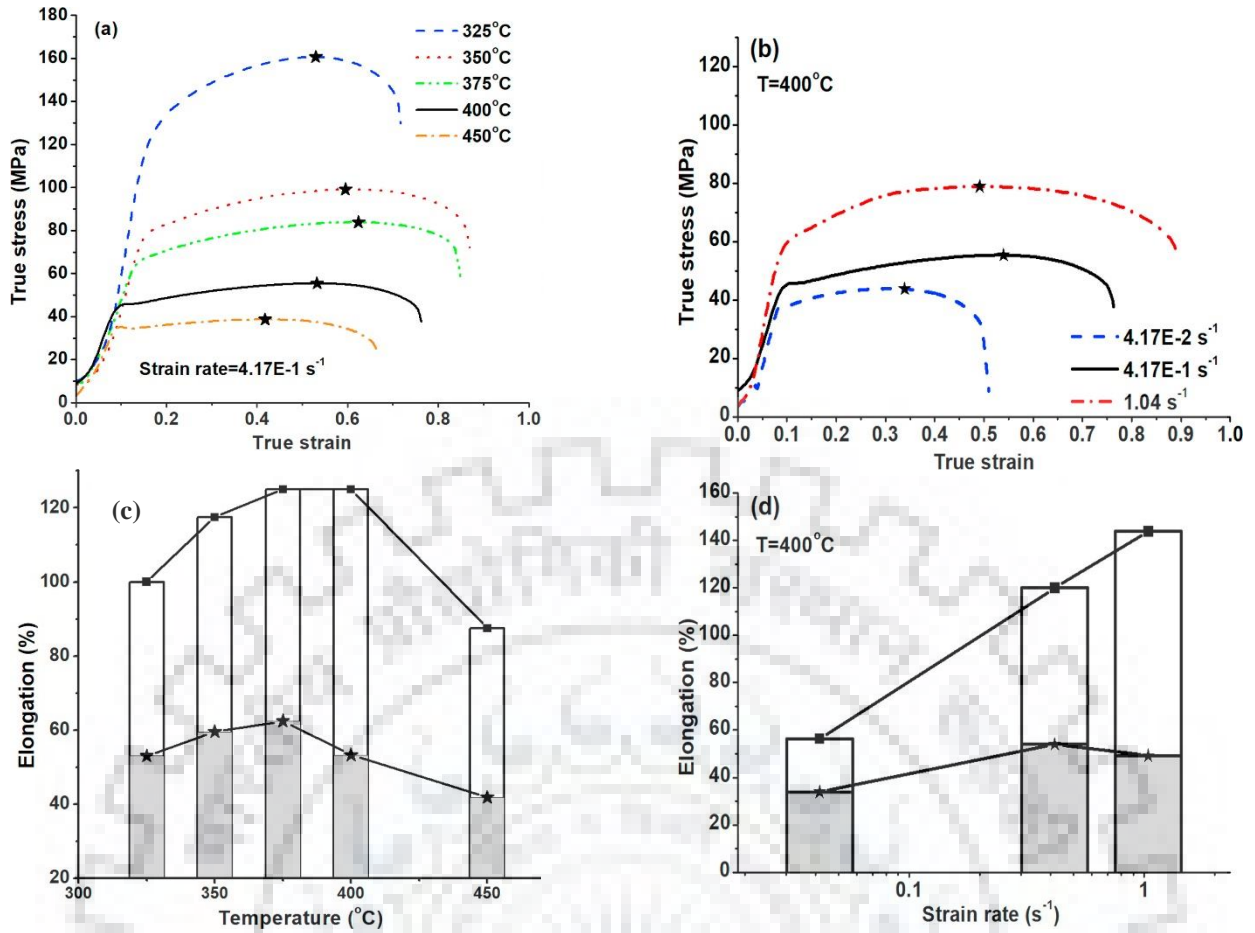 (a)
325°C
350°C
375°C
400°C
450°C
180
160
140
120
100
80
60
40
20
0
True stress (MPa)
Strain rate=4.17E-1 s⁻¹
0.0 0.2 0.4 0.6 0.8 1.0
True strain
(b)
T=400°C
120
100
80
60
40
20
0
True stress (MPa)
4.17E-2 s⁻¹
4.17E-1 s⁻¹
1.04 s⁻¹
0.0 0.1 0.2 0.3 0.4 0.5 0.6 0.7 0.8 0.9 1.0
True strain
(c)
120
100
80
60
40
20
Elongation (%)
300 350 400 450
Temperature (°C)
(d)
T=400°C
160
140
120
100
80
60
40
20
0
Elongation (%)
0.1 1
Strain rate (s⁻¹)